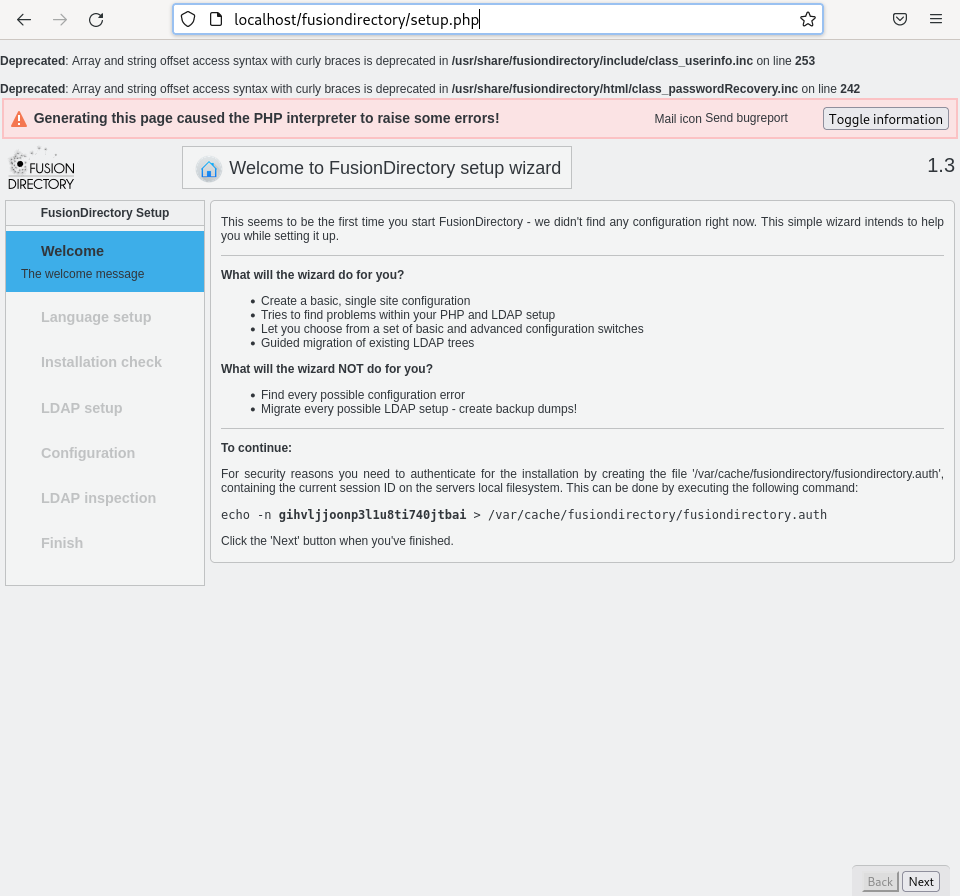 localhost/fusiondirectory/setup.php
Deprecated: Array and string offset access syntax with curly braces is deprecated in /usr/share/fusiondirectory/include/class_userinfo.inc on line 253
Deprecated: Array and string offset access syntax with curly braces is deprecated in /usr/share/fusiondirectory/html/class_passwordRecovery.inc on line 242
Generating this page caused the PHP interpreter to raise some errors! Mail icon Send bugreport Toggle information
FUSION
DIRECTORY
Welcome to FusionDirectory setup wizard
1.3
FusionDirectory Setup
Welcome
The welcome message
Language setup
Installation check
LDAP setup
Configuration
LDAP inspection
Finish
This seems to be the first time you start FusionDirectory - we didn't find any configuration right now. This simple wizard intends to help
you while setting it up.
What will the wizard do for you?
• Create a basic, single site configuration
• Tries to find problems within your PHP and LDAP setup
• Let you choose from a set of basic and advanced configuration switches
• Guided migration of existing LDAP trees
What will the wizard NOT do for you?
• Find every possible configuration error
• Migrate every possible LDAP setup - create backup dumps!
To continue:
For security reasons you need to authenticate for the installation by creating the file '/var/cache/fusiondirectory/fusiondirectory.auth',
containing the current session ID on the servers local filesystem. This can be done by executing the following command:
echo -n gihvljjoonp3l1u8ti740jtbai > /var/cache/fusiondirectory/fusiondirectory.auth
Click the 'Next' button when you've finished.
Back Next